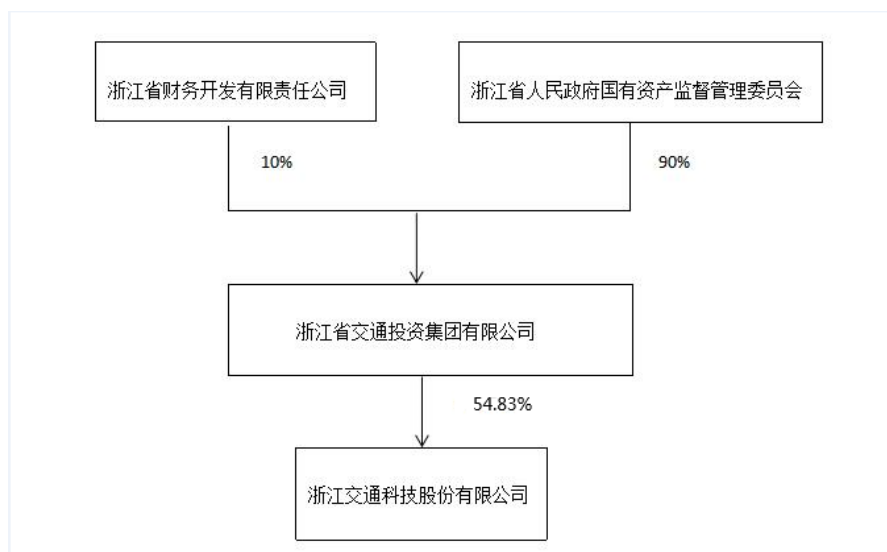 浙江省财务开发有限责任公司
浙江省人民政府国有资产监督管理委员会
10%
90%
浙江省交通投资集团有限公司
54.83%
浙江交通科技股份有限公司